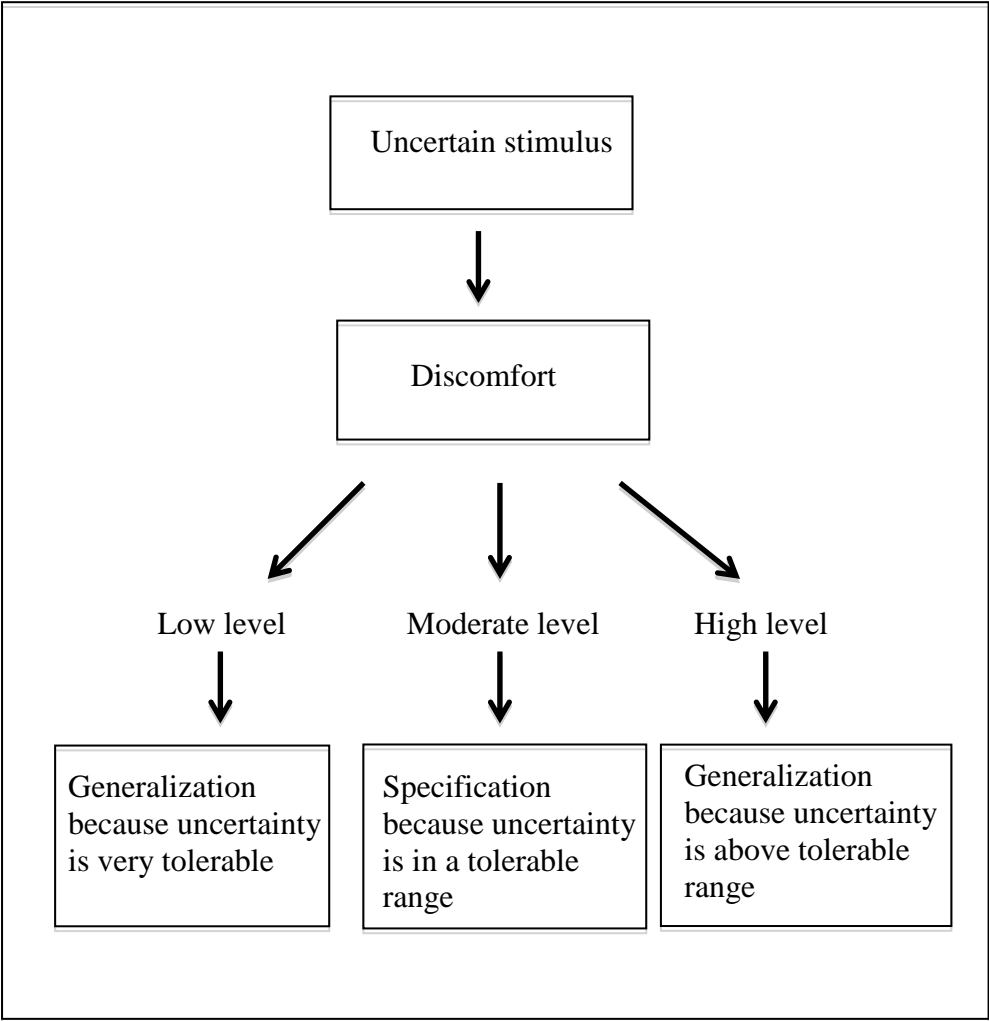 Uncertain stimulus
Discomfort
Low level
Moderate level
High level
Generalization
because uncertainty
is very tolerable
Specification
because uncertainty
is in a tolerable
range
Generalization
because uncertainty
is above tolerable
range